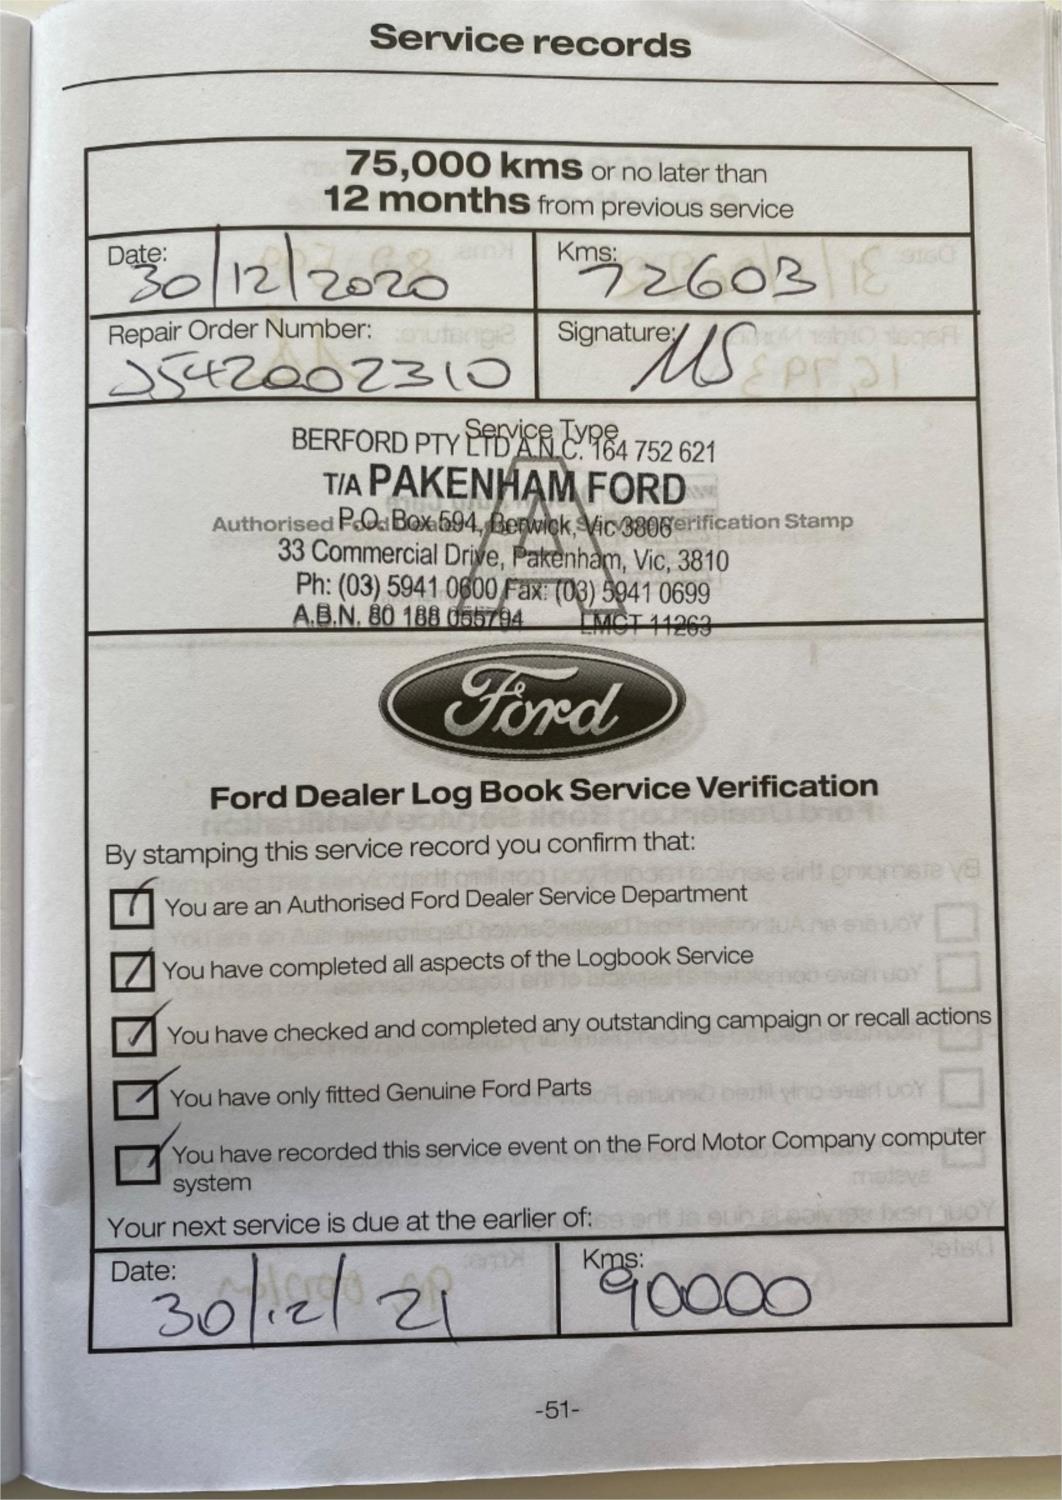 Service records
75,000 kms or no later than
12 months from previous service
Date: 30/12/2020
Kms: 72603
Repair Order Number: J542002310
Signature: MS
Service Type
A
BERFORD PTY LTD A.N.C. 164 752 621
T/A PAKENHAM FORD
Authorised Ford Verification Stamp
P.O. Box 594, Berwick, Vic 3806
33 Commercial Drive, Pakenham, Vic, 3810
Ph: (03) 5941 0600 Fax: (03) 5941 0699
A.B.N. 80 188 055794 LMCT 11263
Ford
Ford Dealer Log Book Service Verification
By stamping this service record you confirm that:
You are an Authorised Ford Dealer Service Department
You have completed all aspects of the Logbook Service
You have checked and completed any outstanding campaign or recall actions
You have only fitted Genuine Ford Parts
You have recorded this service event on the Ford Motor Company computer
system
Your next service is due at the earlier of:
Date: 30/12/21
Kms: 90000
-51-